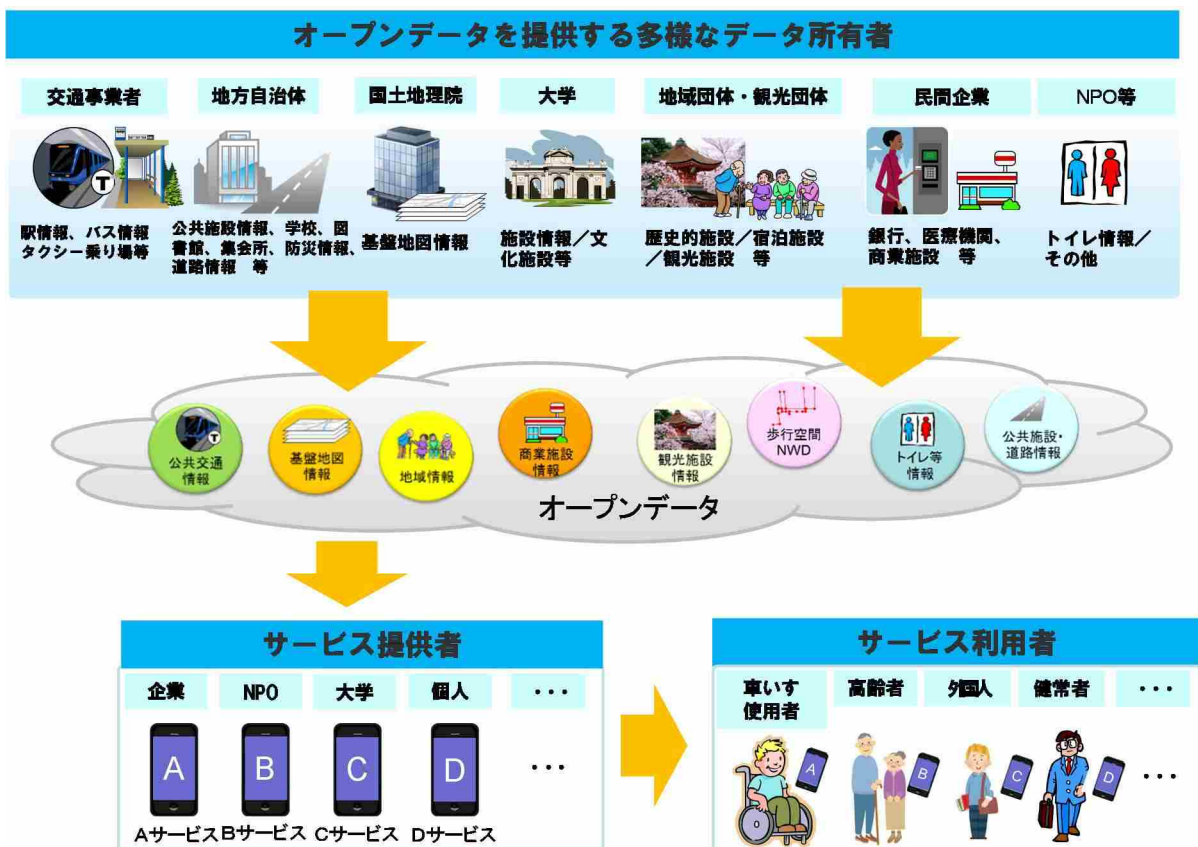 オープンデータを提供する多様なデータ所有者
交通事業者
地方自治体
国土地理院
大学
地域団体・観光団体
民間企業
NPO等
T
駅情報、バス情報
タクシー乗り場等
公共施設情報、学校、図
書館、集会所、防災情報、
道路情報 等
基盤地図情報
施設情報／文
化施設等
歴史的施設／宿泊施設
／観光施設 等
銀行、医療機関、
商業施設 等
トイレ情報／
その他
T
公共交通
情報
基盤地図
情報
地域情報
商業施設
情報
観光施設
情報
歩行空間
NWD
トイレ等
情報
公共施設・
道路情報
オープンデータ
サービス提供者
企業
NPO
大学
個人
・・・
A
B
C
D
・・・
Aサービス
Bサービス
Cサービス
Dサービス
サービス利用者
車いす
使用者
高齢者
外国人
健常者
・・・
A
B
C
D
・・・